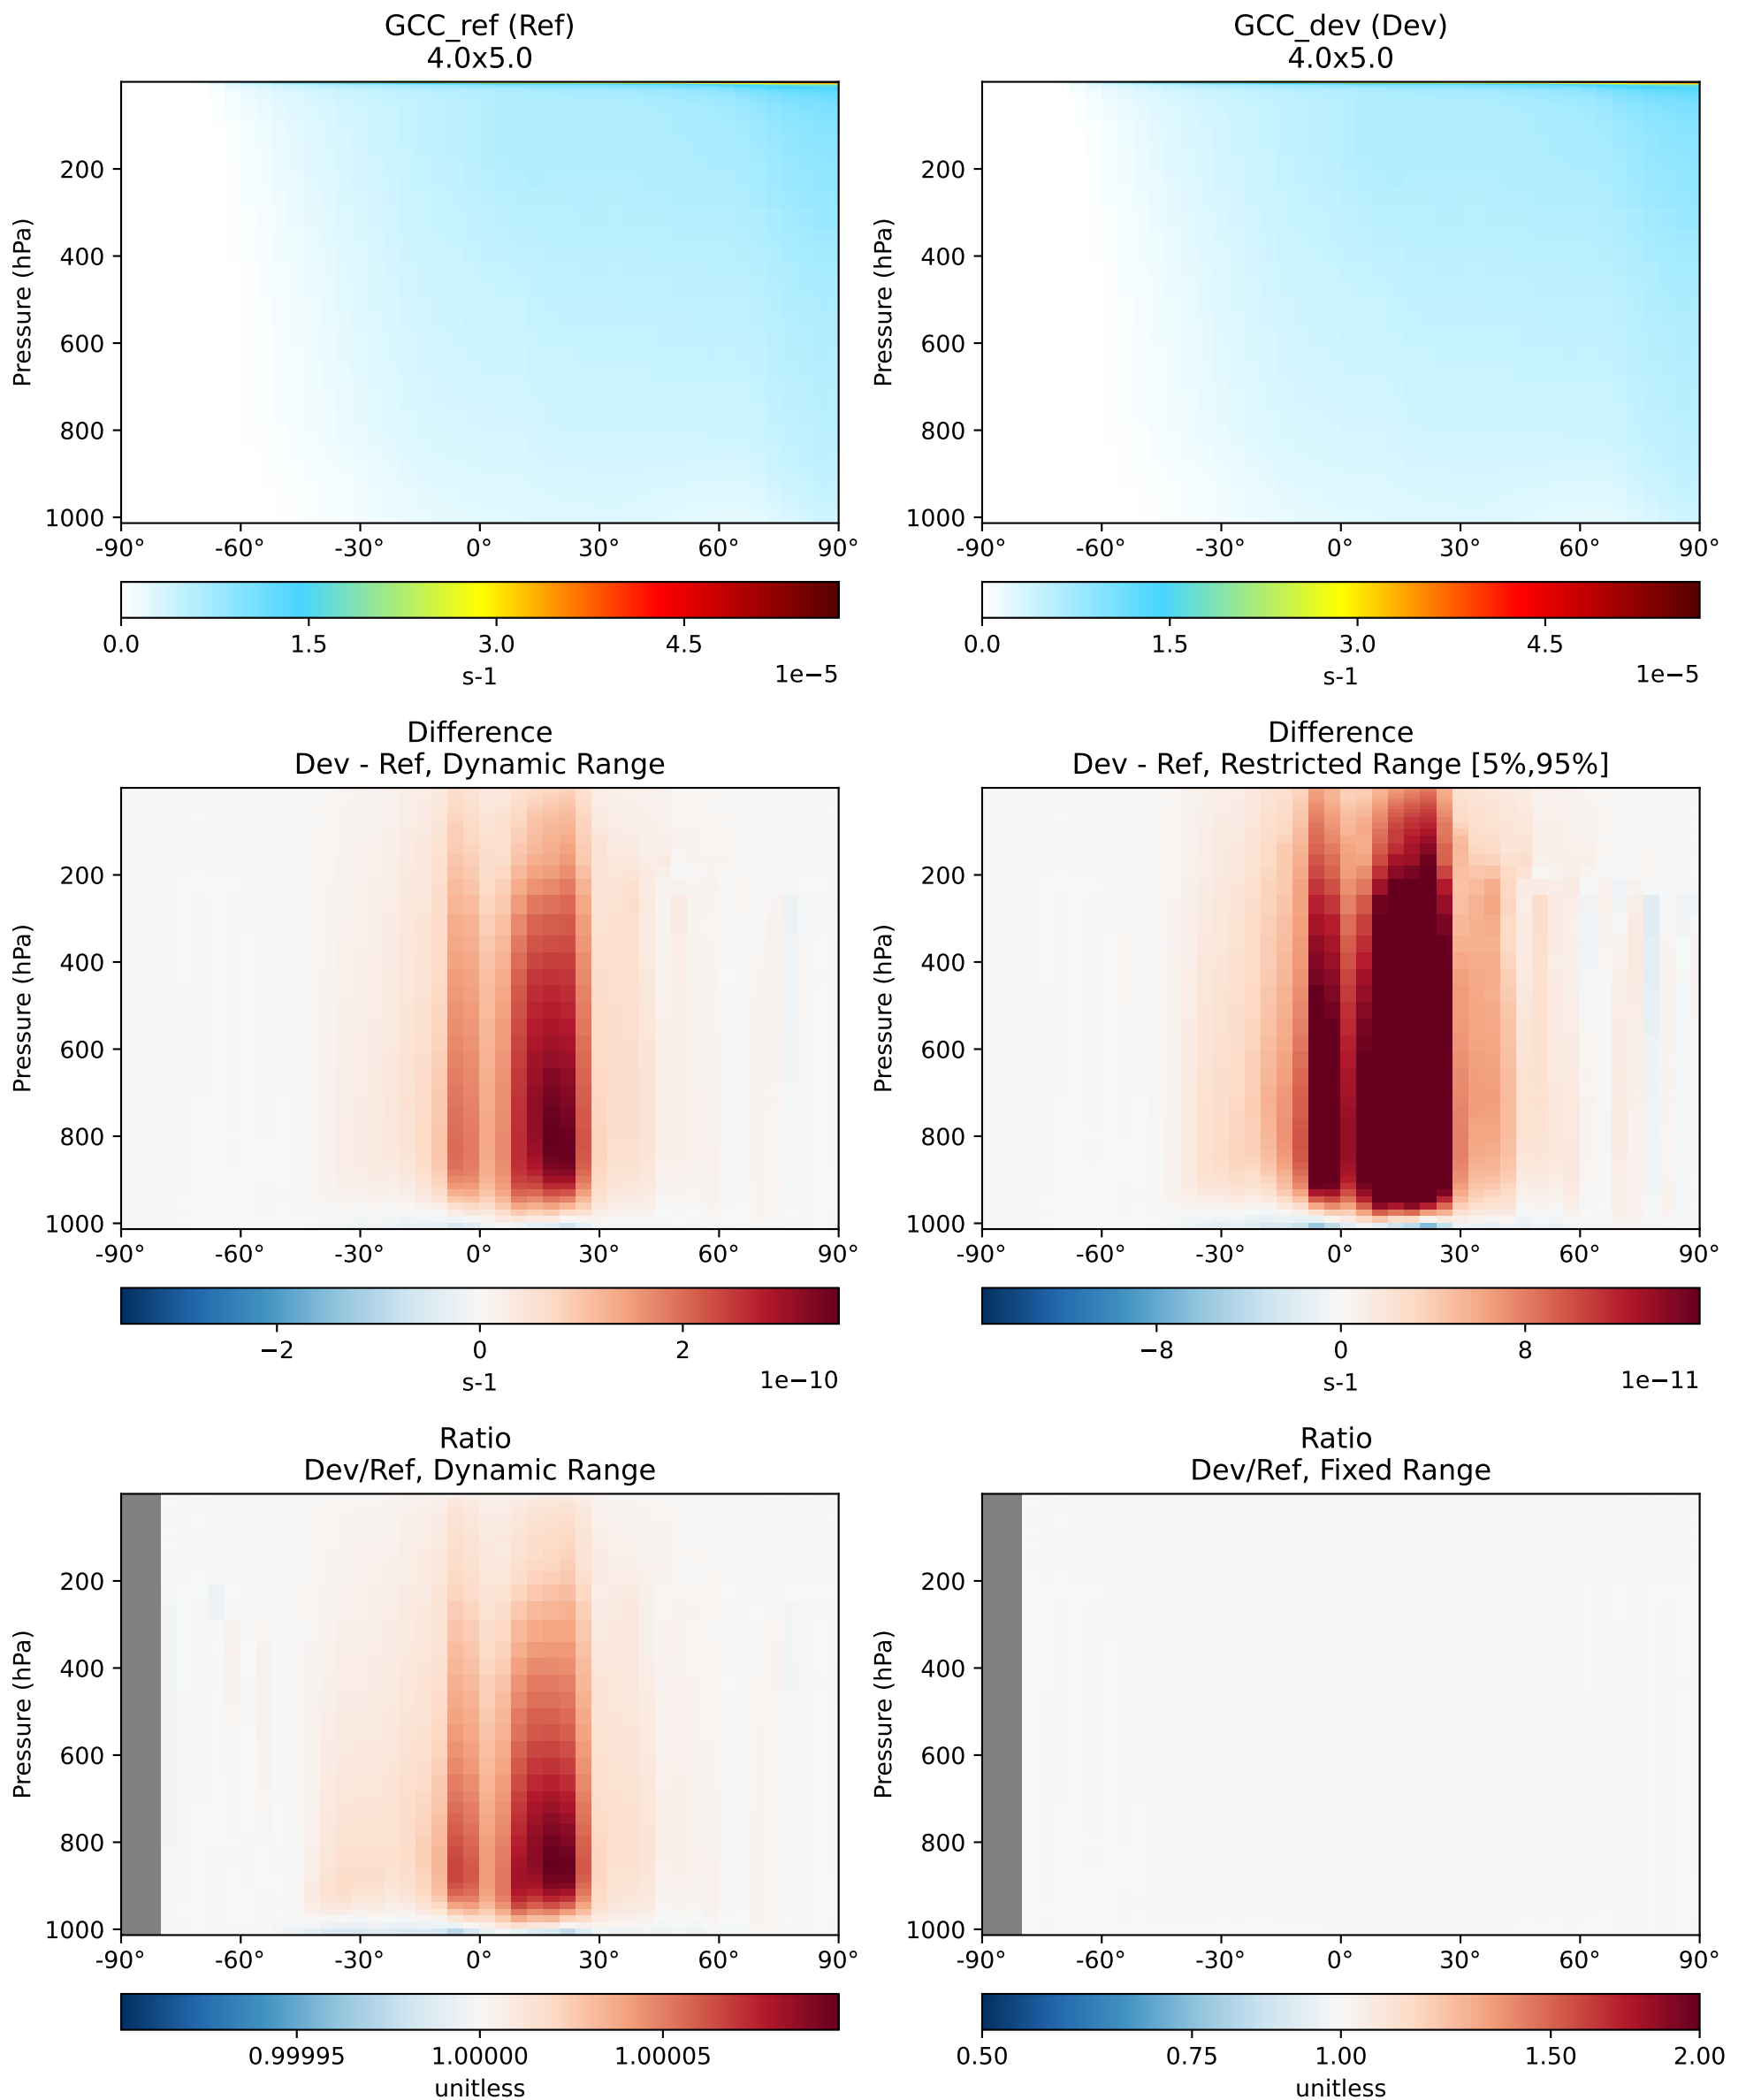 GCC_ref (Ref)
4.0x5.0
GCC_dev (Dev)
4.0x5.0
Pressure (hPa)
200
400
600
800
1000
-90° -60° -30° 0° 30° 60° 90°
0.0 1.5 3.0 4.5
s-1
1e−5
Pressure (hPa)
200
400
600
800
1000
-90° -60° -30° 0° 30° 60° 90°
0.0 1.5 3.0 4.5
s-1
1e−5
Difference
Dev - Ref, Dynamic Range
Difference
Dev - Ref, Restricted Range [5%,95%]
Pressure (hPa)
200
400
600
800
1000
-90° -60° -30° 0° 30° 60° 90°
−2 0 2
s-1
1e−10
Pressure (hPa)
200
400
600
800
1000
-90° -60° -30° 0° 30° 60° 90°
−8 0 8
s-1
1e−11
Ratio
Dev/Ref, Dynamic Range
Ratio
Dev/Ref, Fixed Range
Pressure (hPa)
200
400
600
800
1000
-90° -60° -30° 0° 30° 60° 90°
0.99995 1.00000 1.00005
unitless
Pressure (hPa)
200
400
600
800
1000
-90° -60° -30° 0° 30° 60° 90°
0.50 0.75 1.00 1.50 2.00
unitless